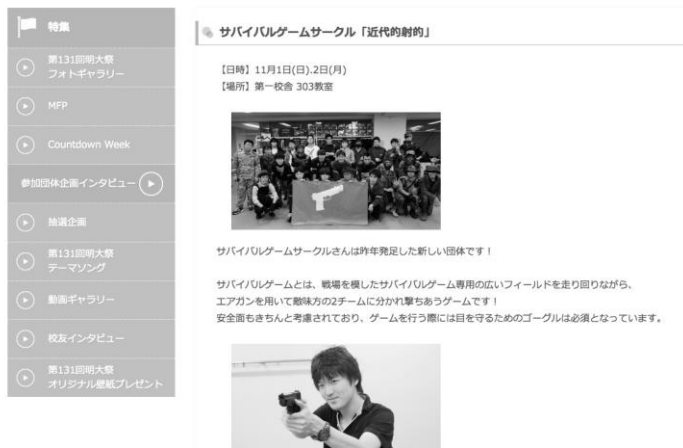 特集
第131回明大祭
フォトギャラリー
MFP
Countdown Week
参加団体企画インタビュー
抽選企画
第131回明大祭
テーマソング
動画ギャラリー
校友インタビュー
第131回明大祭
オリジナル壁紙プレゼント
サバイバルゲームサークル「近代的射的」
【日時】11月1日(日).2日(月)
【場所】第一校舎 303教室
サバイバルゲームサークルさんは昨年発足した新しい団体です！
サバイバルゲームとは、戦場を模したサバイバルゲーム専用の広いフィールドを走り回りながら、
エアガンを用いて敵味方の2チームに分かれ撃ちあうゲームです！
安全面もきちんと考慮されており、ゲームを行う際には目を守るためのゴーグルは必須となっています。